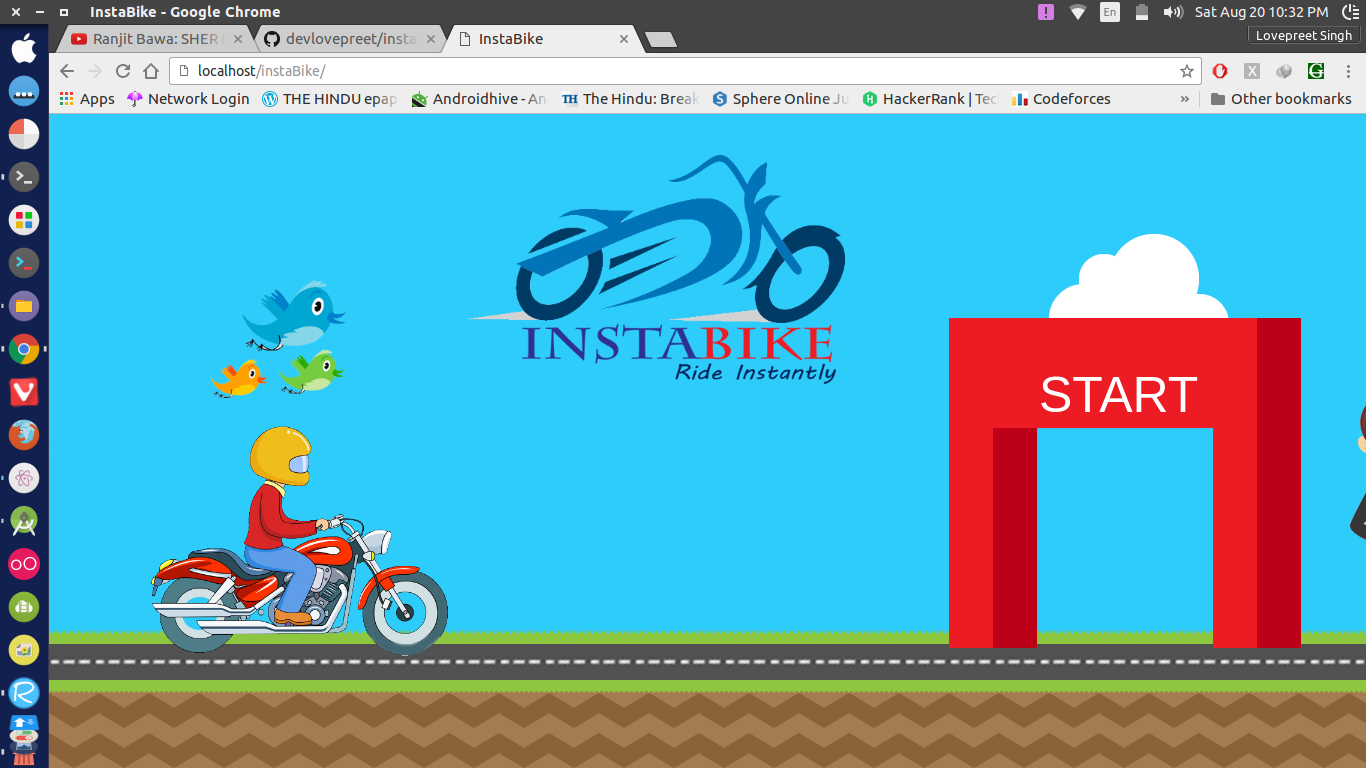 InstaBike - Google Chrome
En
Sat Aug 20 10:32 PM
Ranjit Bawa: SHER
devlovepreet/insta
InstaBike
Lovepreet Singh
localhost/instaBike/
Apps
Network Login
THE HINDU epap
Androidhive - An
The Hindu: Break
Sphere Online Ju
HackerRank | Tec
Codeforces
»
Other bookmarks
INSTABIKE
Ride Instantly
START